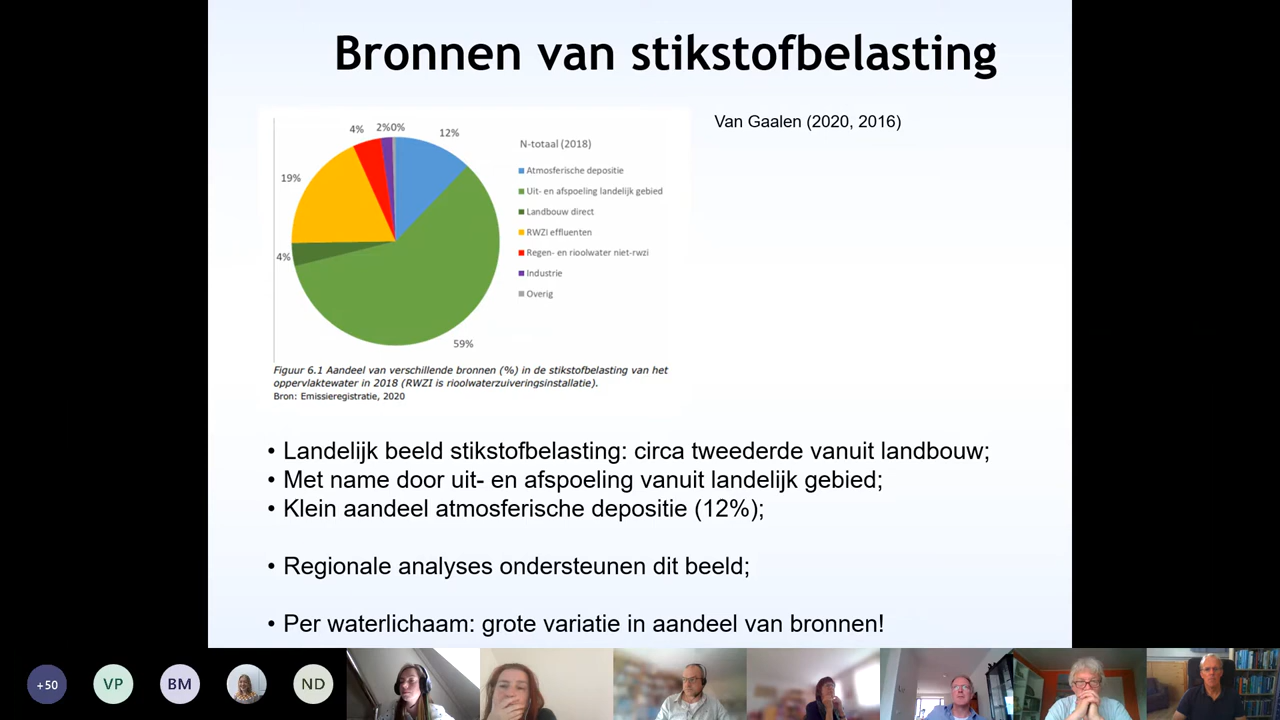 Bronnen van stikstofbelasting
Van Gaalen (2020, 2016)
4%
2%
0%
12%
19%
4%
59%
N-totaal (2018)
Atmosferische depositie
Uit- en afspoeling landelijk gebied
Landbouw direct
RWZI effluenten
Regen- en rioolwater niet-rwzi
Industrie
Overig
Figuur 6.1 Aandeel van verschillende bronnen (%) in de stikstofbelasting van het
oppervlaktewater in 2018 (RWZI is rioolwaterzuiveringsinstallatie).
Bron: Emissieregistratie, 2020
• Landelijk beeld stikstofbelasting: circa tweederde vanuit landbouw;
• Met name door uit- en afspoeling vanuit landelijk gebied;
• Klein aandeel atmosferische depositie (12%);
• Regionale analyses ondersteunen dit beeld;
• Per waterlichaam: grote variatie in aandeel van bronnen!
+50
VP
BM
ND